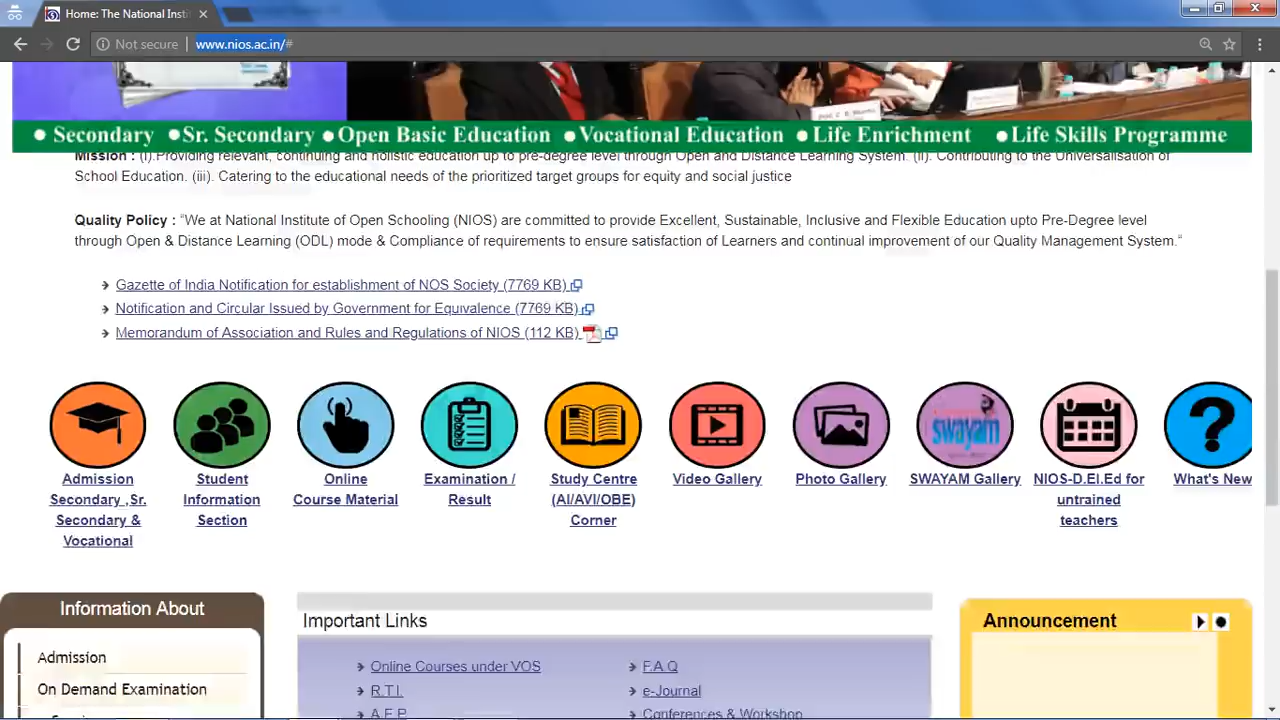 Home: The National Insti
Not secure
www.nios.ac.in/#
Secondary Sr. Secondary Open Basic Education Vocational Education Life Enrichment Life Skills Programme
Mission : (i).Providing relevant, continuing and holistic education up to pre-degree level through Open and Distance Learning System. (ii). Contributing to the Universalisation of
School Education. (iii). Catering to the educational needs of the prioritized target groups for equity and social justice
Quality Policy : “We at National Institute of Open Schooling (NIOS) are committed to provide Excellent, Sustainable, Inclusive and Flexible Education upto Pre-Degree level
through Open & Distance Learning (ODL) mode & Compliance of requirements to ensure satisfaction of Learners and continual improvement of our Quality Management System.“
Gazette of India Notification for establishment of NOS Society (7769 KB)
Notification and Circular Issued by Government for Equivalence (7769 KB)
Memorandum of Association and Rules and Regulations of NIOS (112 KB)
swayam
Admission
Secondary ,Sr.
Secondary &
Vocational
Student
Information
Section
Online
Course Material
Examination /
Result
Study Centre
(AI/AVI/OBE)
Corner
Video Gallery
Photo Gallery
SWAYAM Gallery
NIOS-D.El.Ed for
untrained
teachers
What's New
Information About
Admission
On Demand Examination
Important Links
Online Courses under VOS
R.T.I.
A.F.P.
F.A.Q
e-Journal
Conferences & Workshop
Announcement